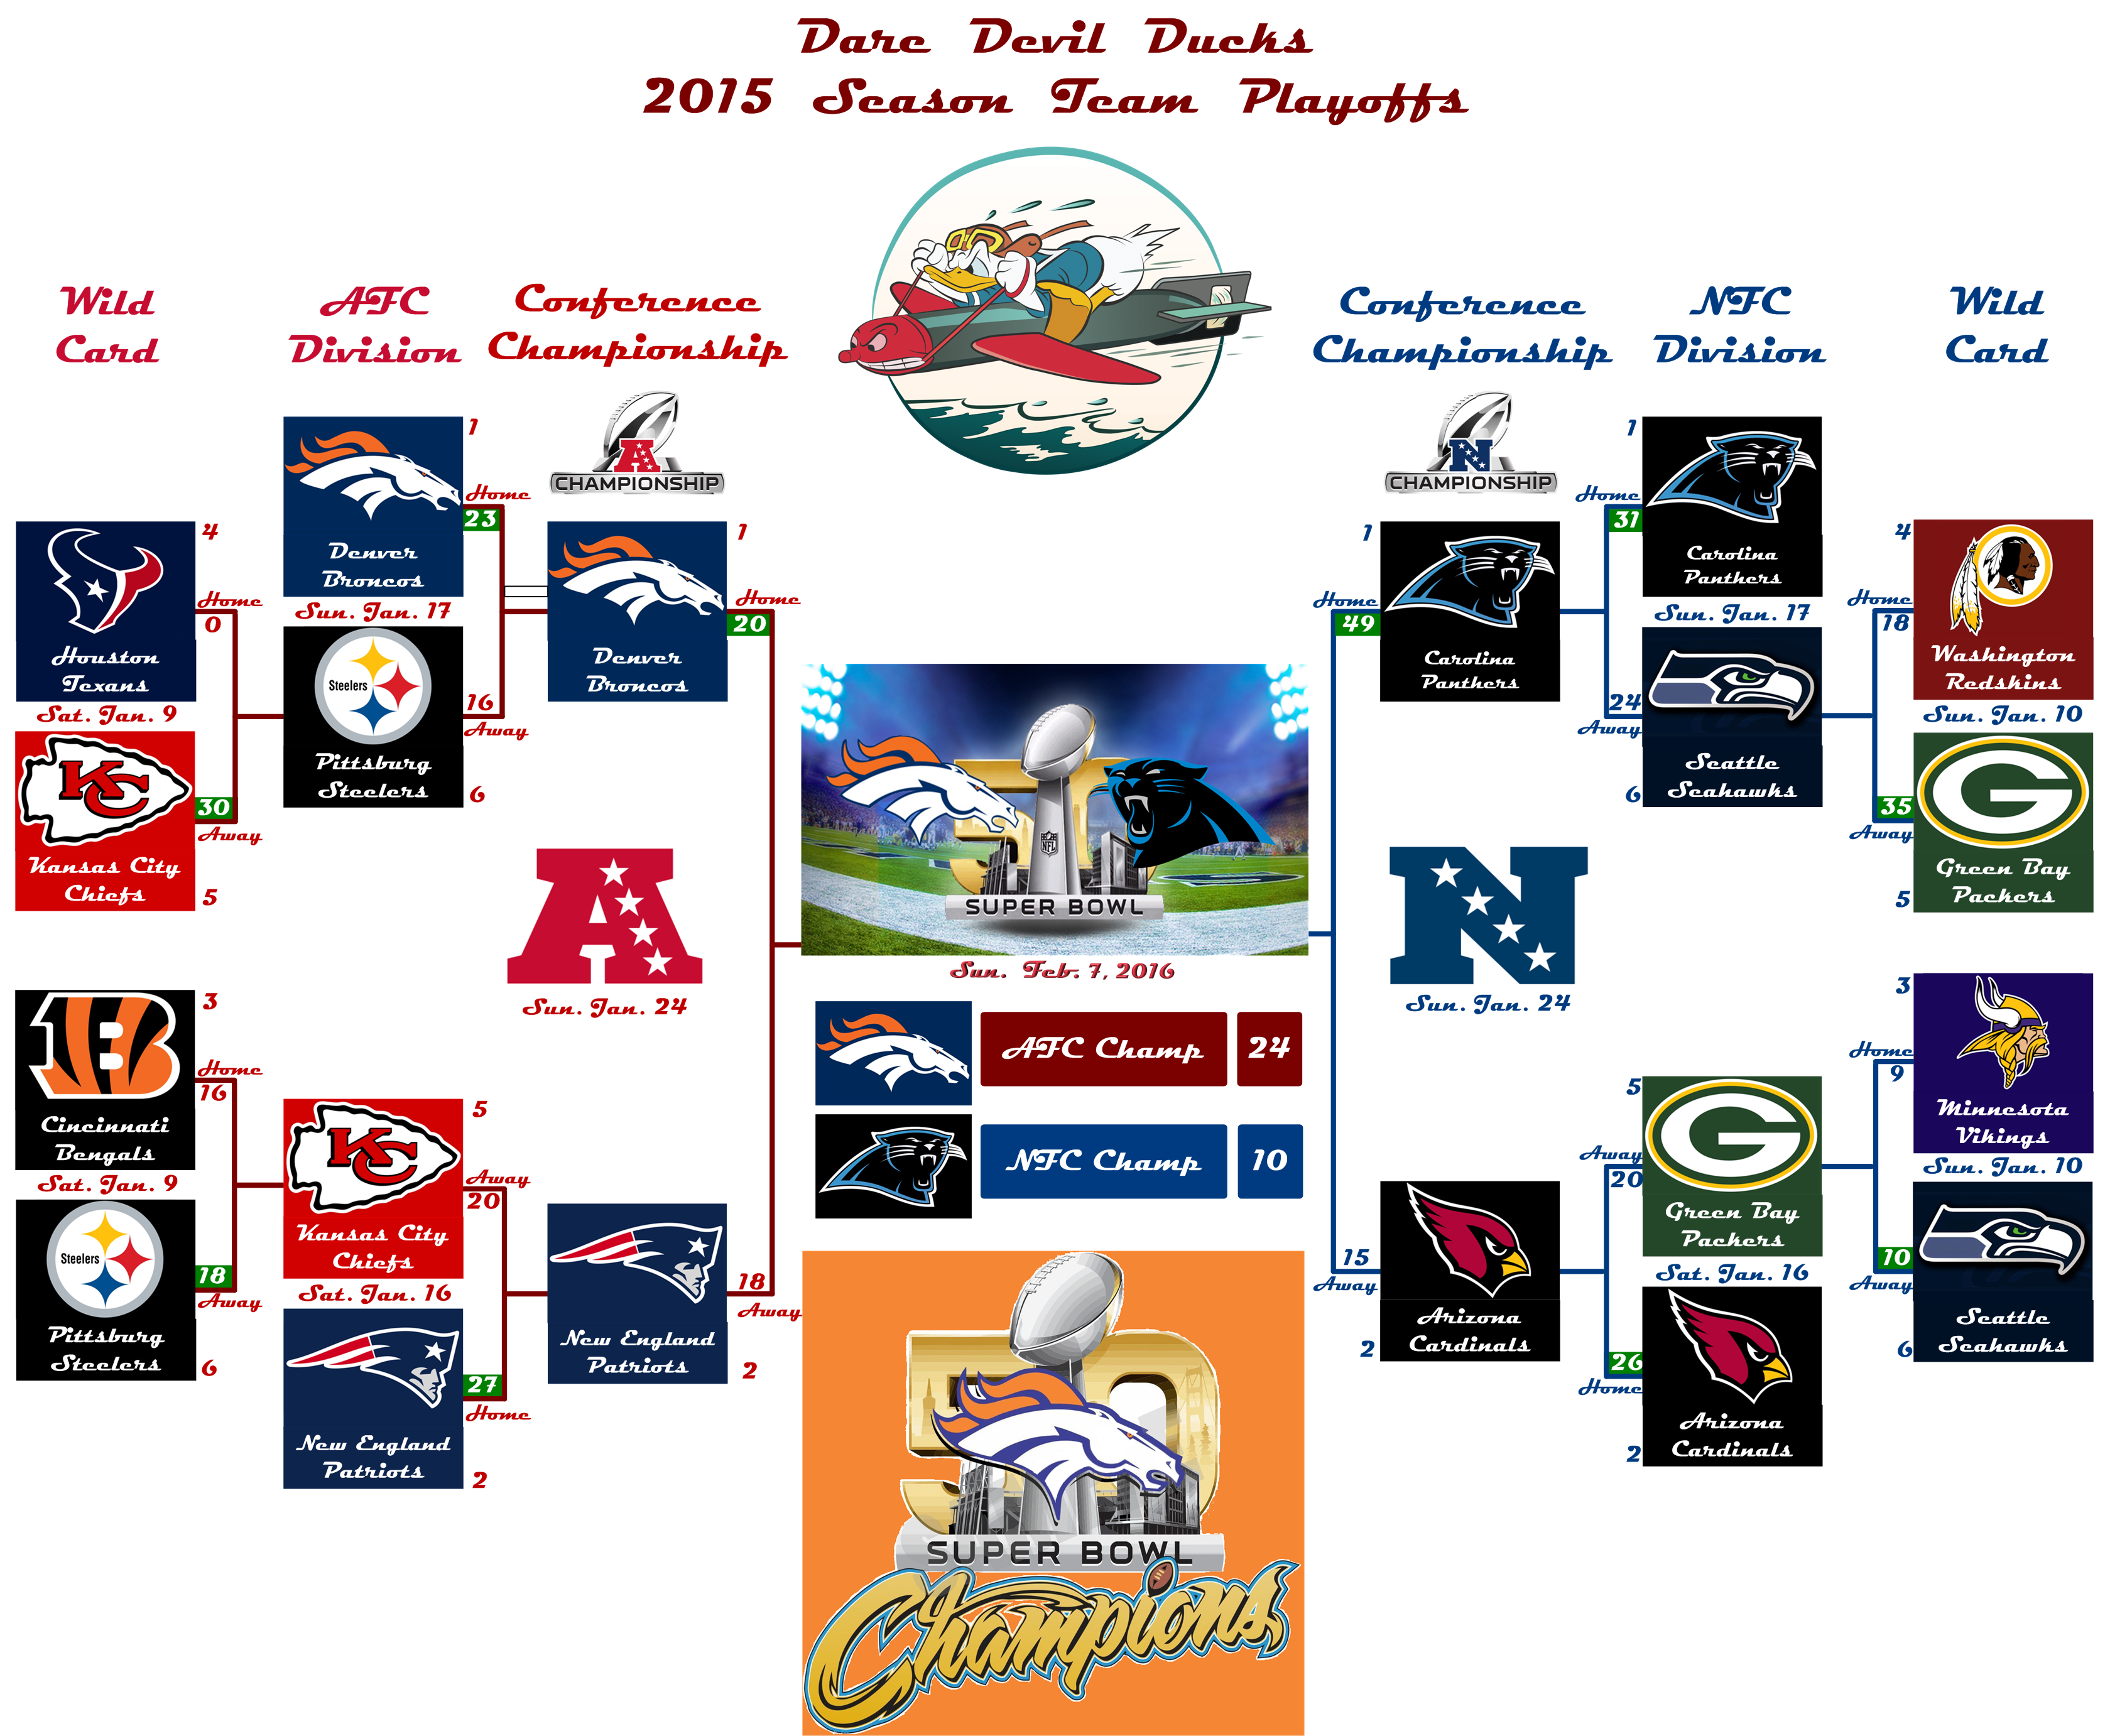 Dare Devil Ducks
2015 Season Team Playoffs
Wild
Card
AFC
Division
Conference
Championship
Conference
Championship
NFC
Division
Wild
Card
4
Home
0
Houston
Texans
Sat. Jan. 9
KC
30
Away
Kansas City
Chiefs
5
3
Home
16
Cincinnati
Bengals
Sat. Jan. 9
Steelers
18
Away
Pittsburg
Steelers
6
1
Home
23
Denver
Broncos
Sun. Jan. 17
Steelers
16
Away
Pittsburg
Steelers
6
5
KC
Away
20
Kansas City
Chiefs
Sat. Jan. 16
27
Home
New England
Patriots
2
A
CHAMPIONSHIP
1
Home
20
Denver
Broncos
A
Sun. Jan. 24
18
Away
New England
Patriots
2
50
NFL
SUPER BOWL
Sun. Feb. 7, 2016
AFC Champ 24
NFC Champ 10
50
SUPER BOWL
Champions
N
CHAMPIONSHIP
1
Home
49
Carolina
Panthers
N
Sun. Jan. 24
15
Away
Arizona
Cardinals
2
1
Home
31
Carolina
Panthers
Sun. Jan. 17
24
Away
Seattle
Seahawks
6
5
G
Away
20
Green Bay
Packers
Sat. Jan. 16
26
Home
Arizona
Cardinals
2
4
Home
18
Washington
Redskins
Sun. Jan. 10
G
35
Away
Green Bay
Packers
5
3
Home
9
Minnesota
Vikings
Sun. Jan. 10
10
Away
Seattle
Seahawks
6